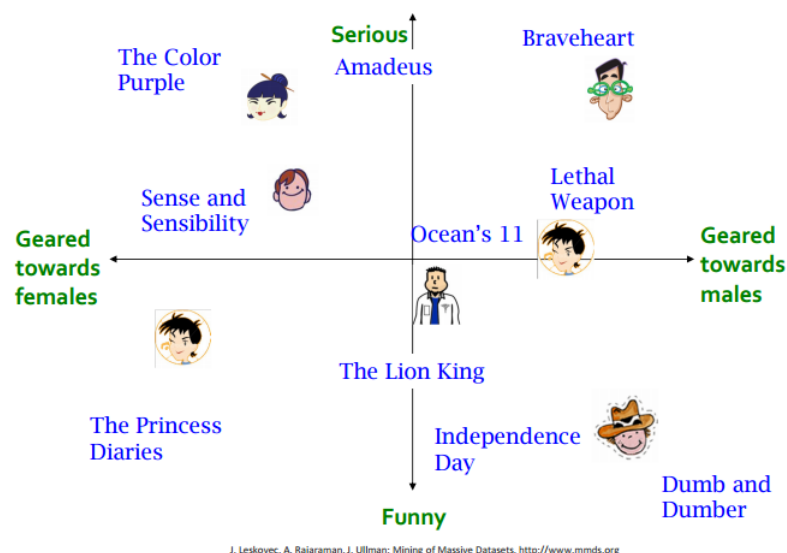 Serious
Braveheart
The Color
Purple
Amadeus
Lethal
Weapon
Sense and
Sensibility
Ocean's 11
Geared
towards
females
Geared
towards
males
The Lion King
The Princess
Diaries
Independence
Day
Dumb and
Dumber
Funny
J. Leskovec, A. Rajaraman, J. Ullman: Mining of Massive Datasets, http://www.mmds.org